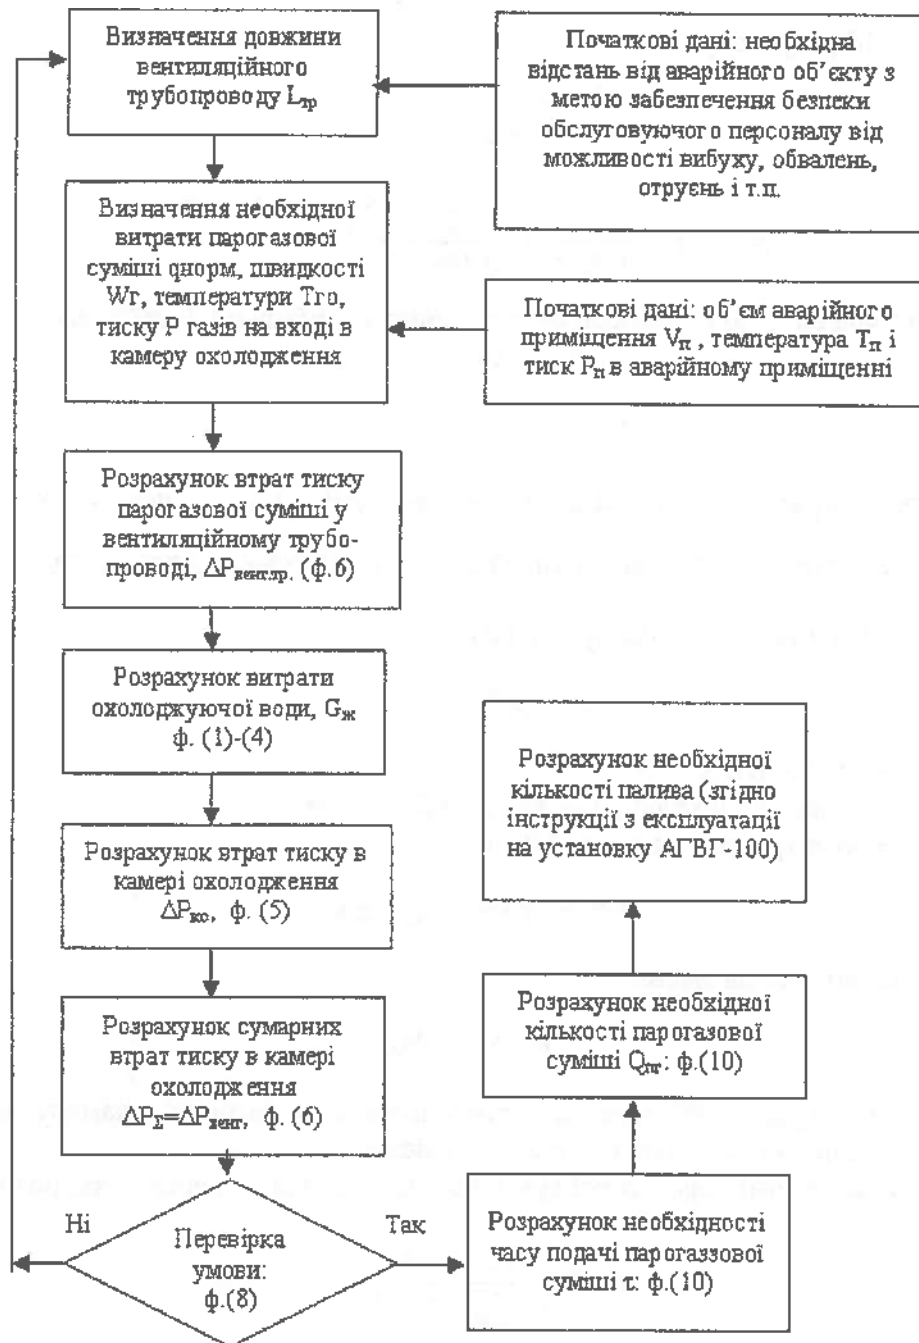 Визначення довжини
вентиляційного
трубопроводу Lтр
Початкові дані: необхідна
відстань від аварійного об’єкту з
метою забезпечення безпеки
обслуговуючого персоналу від
можливості вибуху, обвалень,
отруєнь і т.п.
Визначення необхідної
витрати парогазової
суміші qнорм, швидкості
Wг, температури Тго,
тиску Р газів на вході в
камеру охолодження
Початкові дані: об’єм аварійного
приміщення Vп , температура Тп і
тиск Рп в аварійному приміщенні
Розрахунок втрат тиску
парогазової суміші у
вентиляційному трубо-
проводі, ΔРвент.тр. (ф.6)
Розрахунок витрати
охолоджуючої води, Gж
ф. (1)-(4)
Розрахунок втрат тиску в
камері охолодження
ΔРко, ф. (5)
Розрахунок сумарних
втрат тиску в камері
охолодження
ΔРΣ=ΔРвент, ф. (6)
Ні
Перевірка
умови:
ф.(8)
Так
Розрахунок необхідної
кількості палива (згідно
інструкції з експлуатації
на установку АГВГ-100)
Розрахунок необхідної
кількості парогазової
суміші Qпг: ф.(10)
Розрахунок необхідності
часу подачі парогаззової
суміші τ: ф.(10)